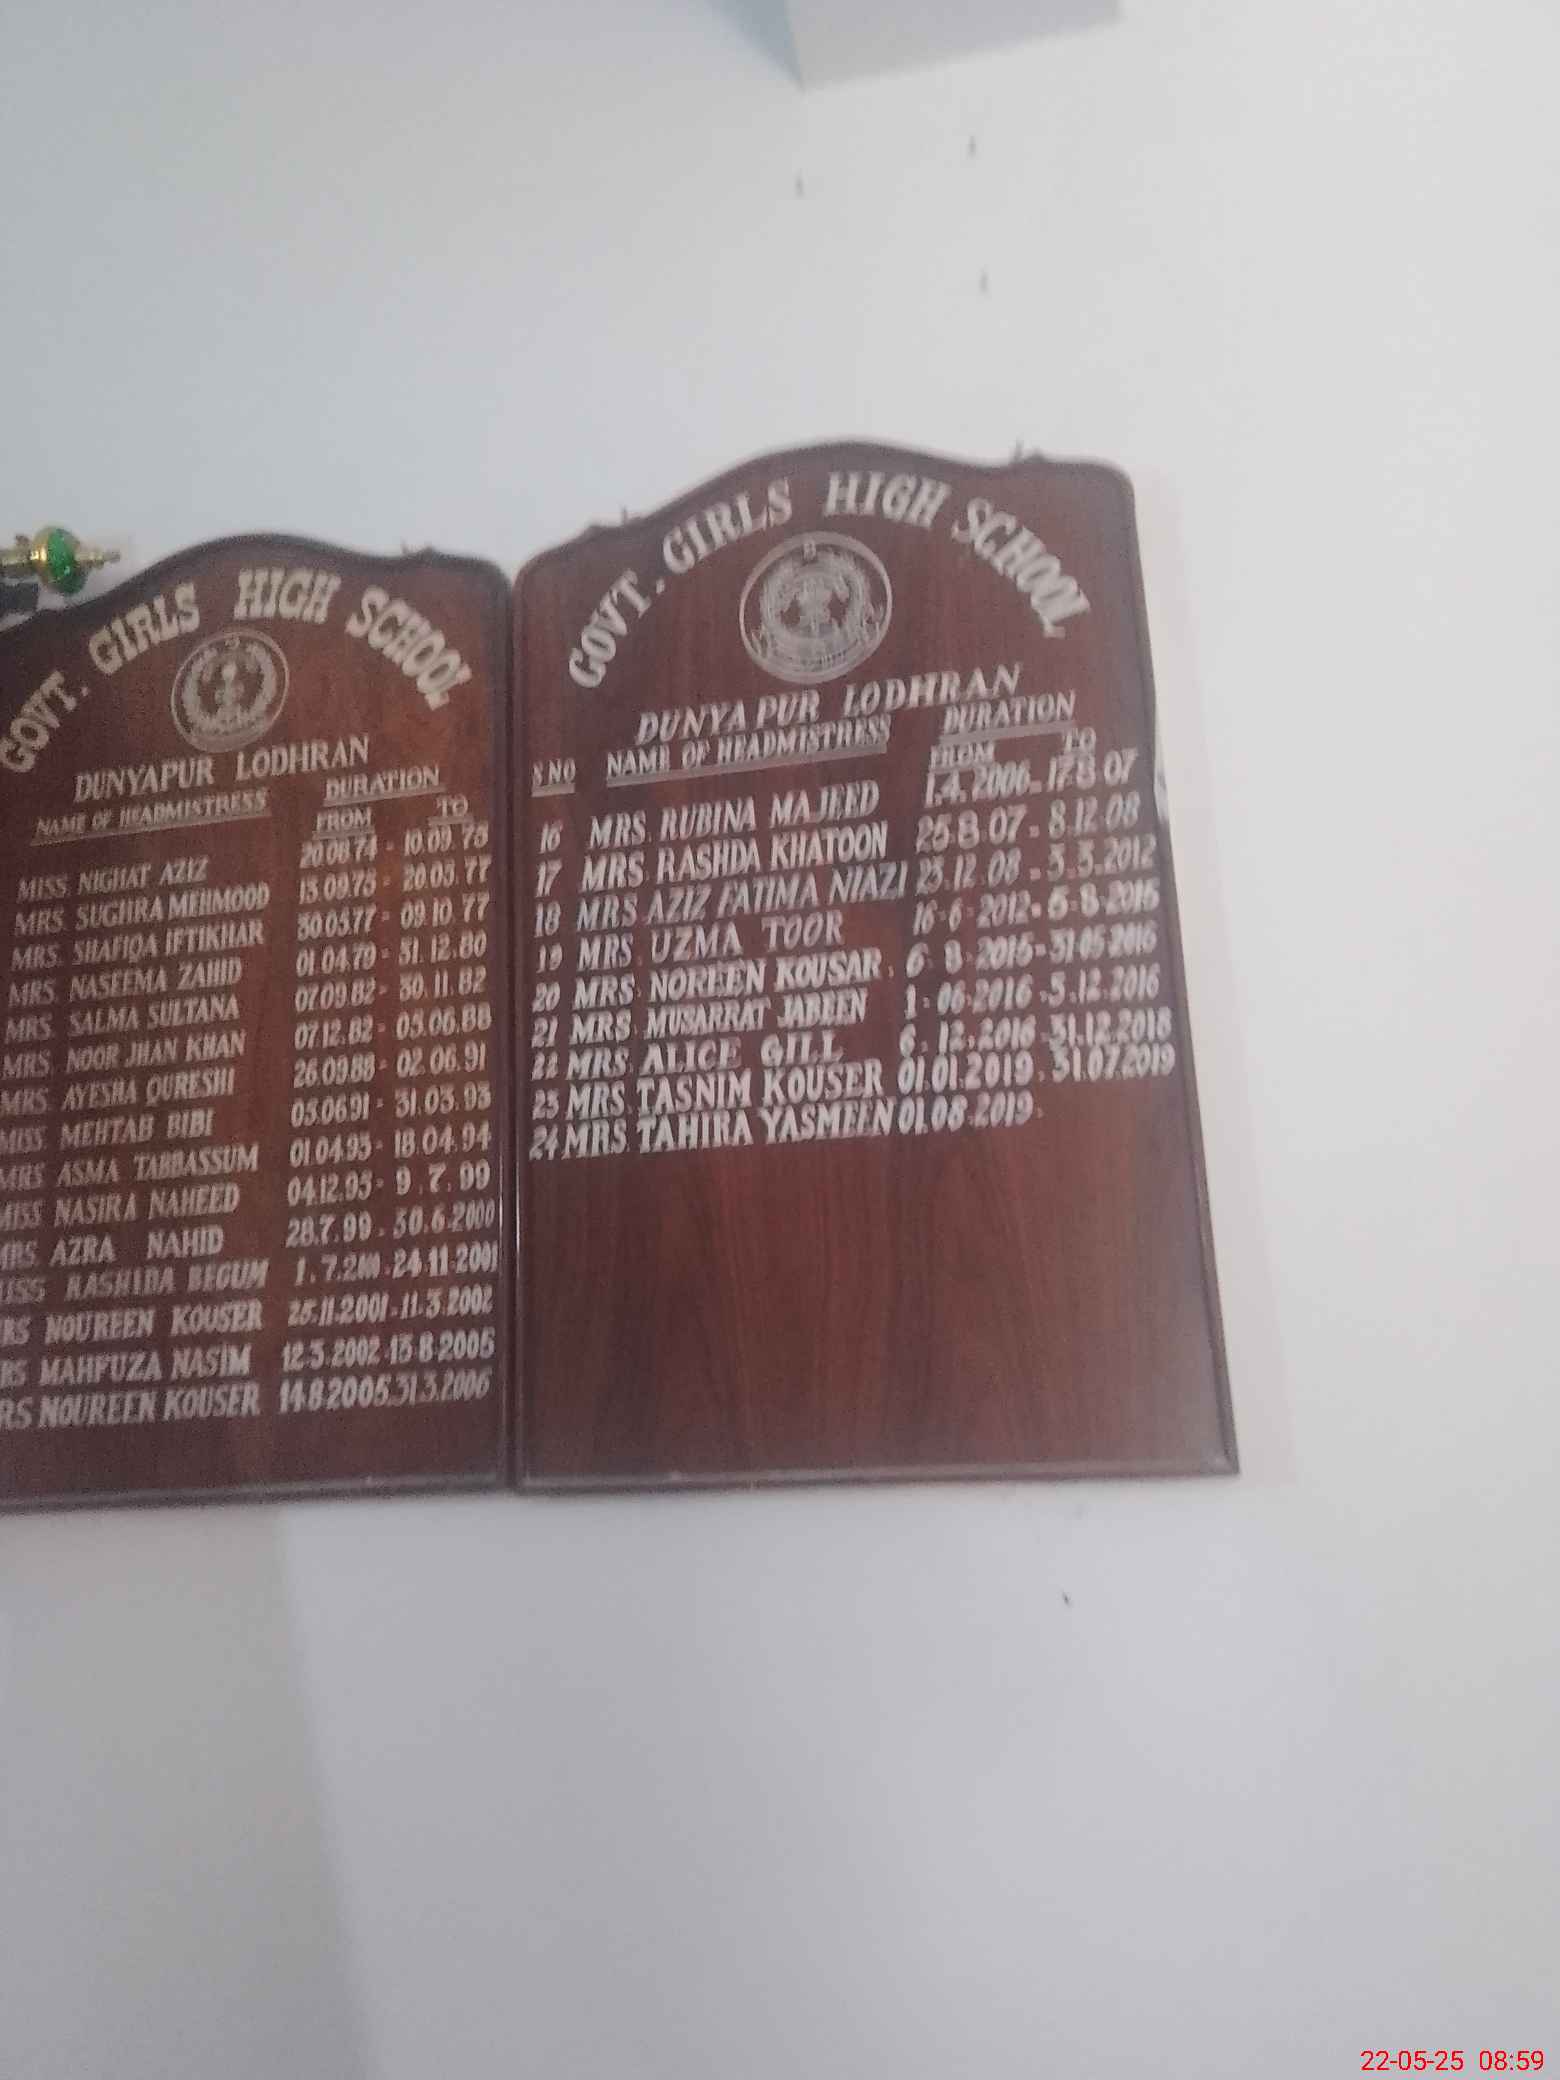 GOVT. GIRLS HIGH SCHOOL
DUNYAPUR LODHRAN
NAME OF HEADMISTRESS DURATION
FROM TO
MISS NIGHAT AZIZ 20.08.74 - 10.09.75
MRS. SUGHRA MEHMOOD 13.09.75 - 20.03.77
MRS. SHAFIQA IFTIKHAR 30.03.77 - 09.10.77
MRS. NASEEMA ZAHID 01.04.79 - 31.12.80
MRS. SALMA SULTANA 07.09.82 - 30.11.82
MRS. NOOR JHAN KHAN 07.12.82 - 03.06.88
MRS AYESHA QURESHI 26.09.88 - 02.06.91
MISS MEHTAB BIBI 03.06.91 - 31.03.93
MRS ASMA TABBASSUM 01.04.93 - 18.04.94
MISS NASIRA NAHEED 04.12.95 - 9.7.99
MRS. AZRA NAHID 28.7.99 - 30.6.2000
MISS RASHIDA BEGUM 1.7.200 - 24-11-2001
RS NOUREEN KOUSER 25-11-2001 - 11-3-2002
RS MAHFUZA NASIM 12-3-2002 - 13-8-2005
RS NOUREEN KOUSER 14.8.2005 31.3.2006
GOVT. GIRLS HIGH SCHOOL
DUNYAPUR LODHRAN
S NO NAME OF HEADMISTRESS DURATION
FROM TO
16 MRS. RUBINA MAJEED 1.4.2006 - 17.8.07
17 MRS. RASHDA KHATOON 25.8.07 - 8.12.08
18 MRS AZIZ FATIMA NIAZI 23.12.08 - 3.3.2012
19 MRS. UZMA TOOR 16-6-2012 - 5-8-2015
20 MRS. NOREEN KOUSAR. 6.8.2015 - 31.05.2016
21 MRS. MUSARRAT JABEEN 1-06-2016 - 5.12.2016
22 MRS. ALICE GILL 6.12.2016 - 31.12.2018
23 MRS. TASNIM KOUSER 01.01.2019. 31.07.2019
24 MRS. TAHIRA YASMEEN 01.08.2019.
22-05-25 08:59